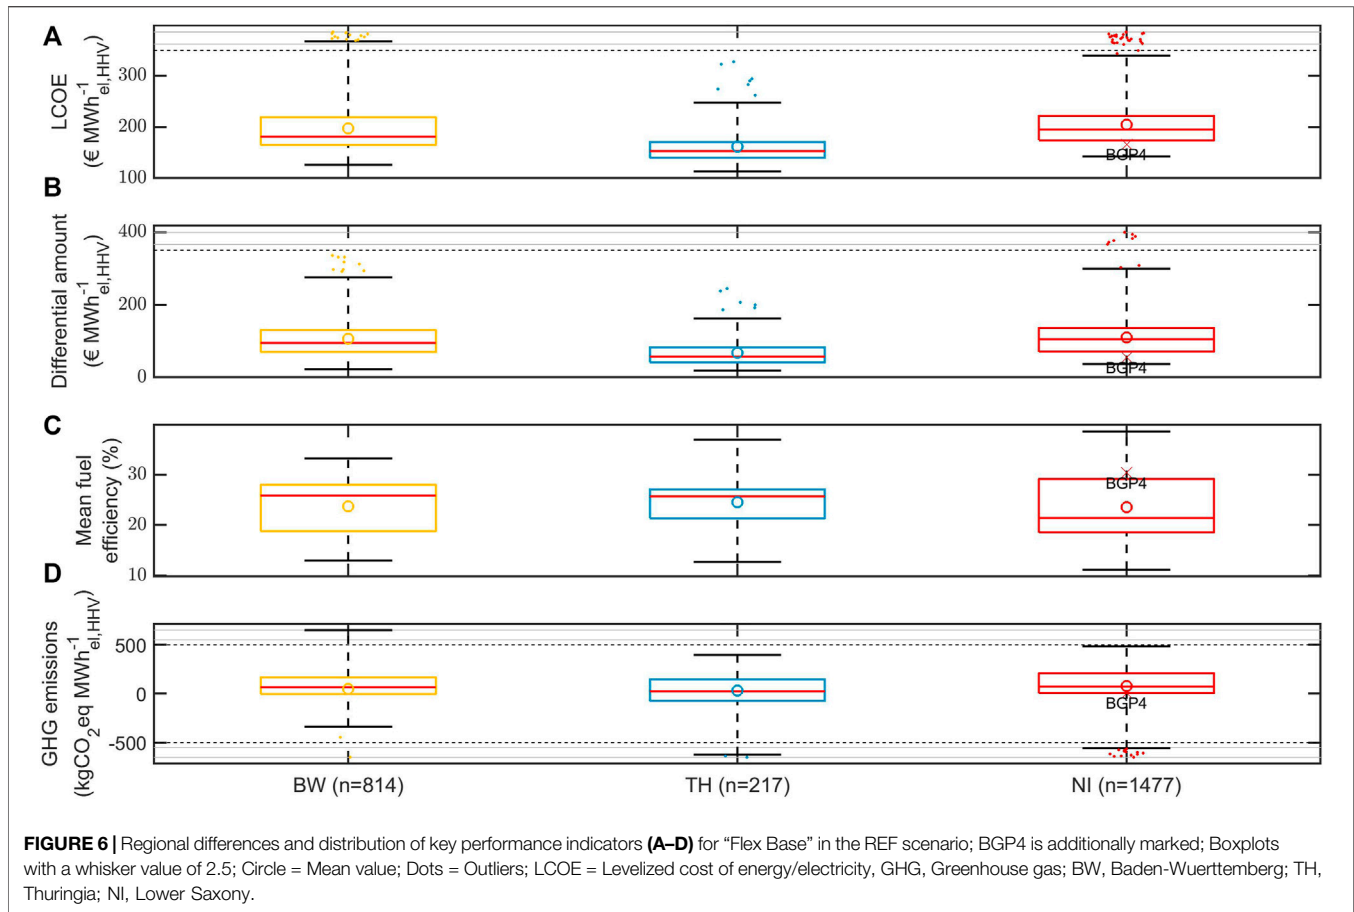 A
LCOE
(€ MWh-1el,HHV)
300
200
100
BGP4
B
Differential amount
(€ MWh-1el,HHV)
400
200
0
BGP4
C
Mean fuel
efficiency (%)
30
20
10
BGP4
D
GHG emissions
(kgCO2eq MWh-1el,HHV)
500
0
-500
BGP4
BW (n=814)
TH (n=217)
NI (n=1477)
FIGURE 6 | Regional differences and distribution of key performance indicators (A–D) for “Flex Base” in the REF scenario; BGP4 is additionally marked; Boxplots
with a whisker value of 2.5; Circle = Mean value; Dots = Outliers; LCOE = Levelized cost of energy/electricity, GHG, Greenhouse gas; BW, Baden-Wuerttemberg; TH,
Thuringia; NI, Lower Saxony.